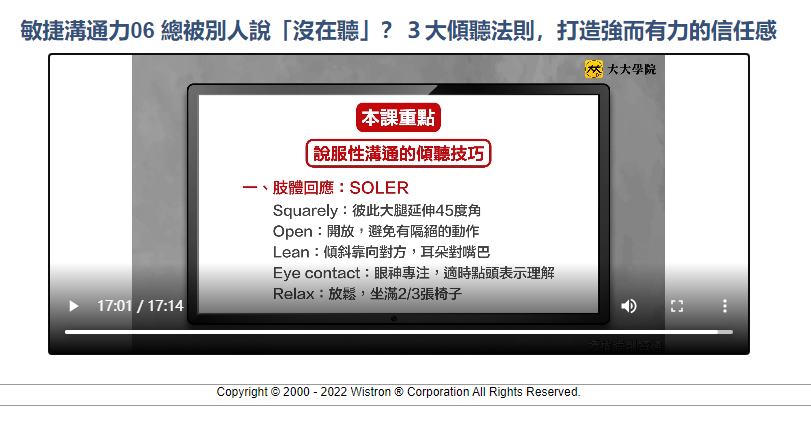 敏捷溝通力06 總被別人說「沒在聽」？ 3 大傾聽法則，打造強而有力的信任感
大大學院
本課重點
說服性溝通的傾聽技巧
一、肢體回應：SOLER
Squarely：彼此大腿延伸45度角
Open：開放，避免有隔絕的動作
Lean：傾斜靠向對方，耳朵對嘴巴
Eye contact：眼神專注，適時點頭表示理解
Relax：放鬆，坐滿2/3張椅子
17:01 / 17:14
Copyright © 2000 - 2022 Wistron ® Corporation All Rights Reserved.